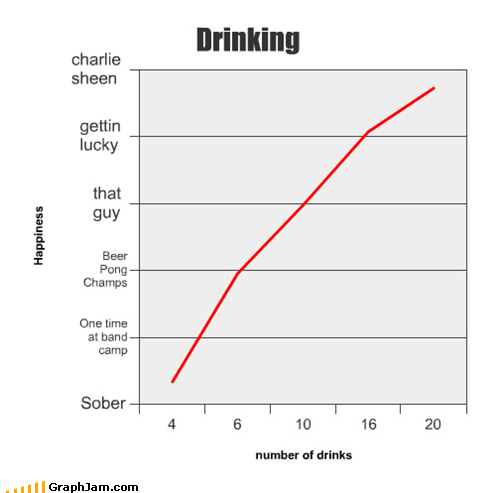 Drinking
charlie
sheen
gettin
lucky
that
guy
Beer
Pong
Champs
One time
at band
camp
Sober
Happiness
4 6 10 16 20
number of drinks
GraphJam.com